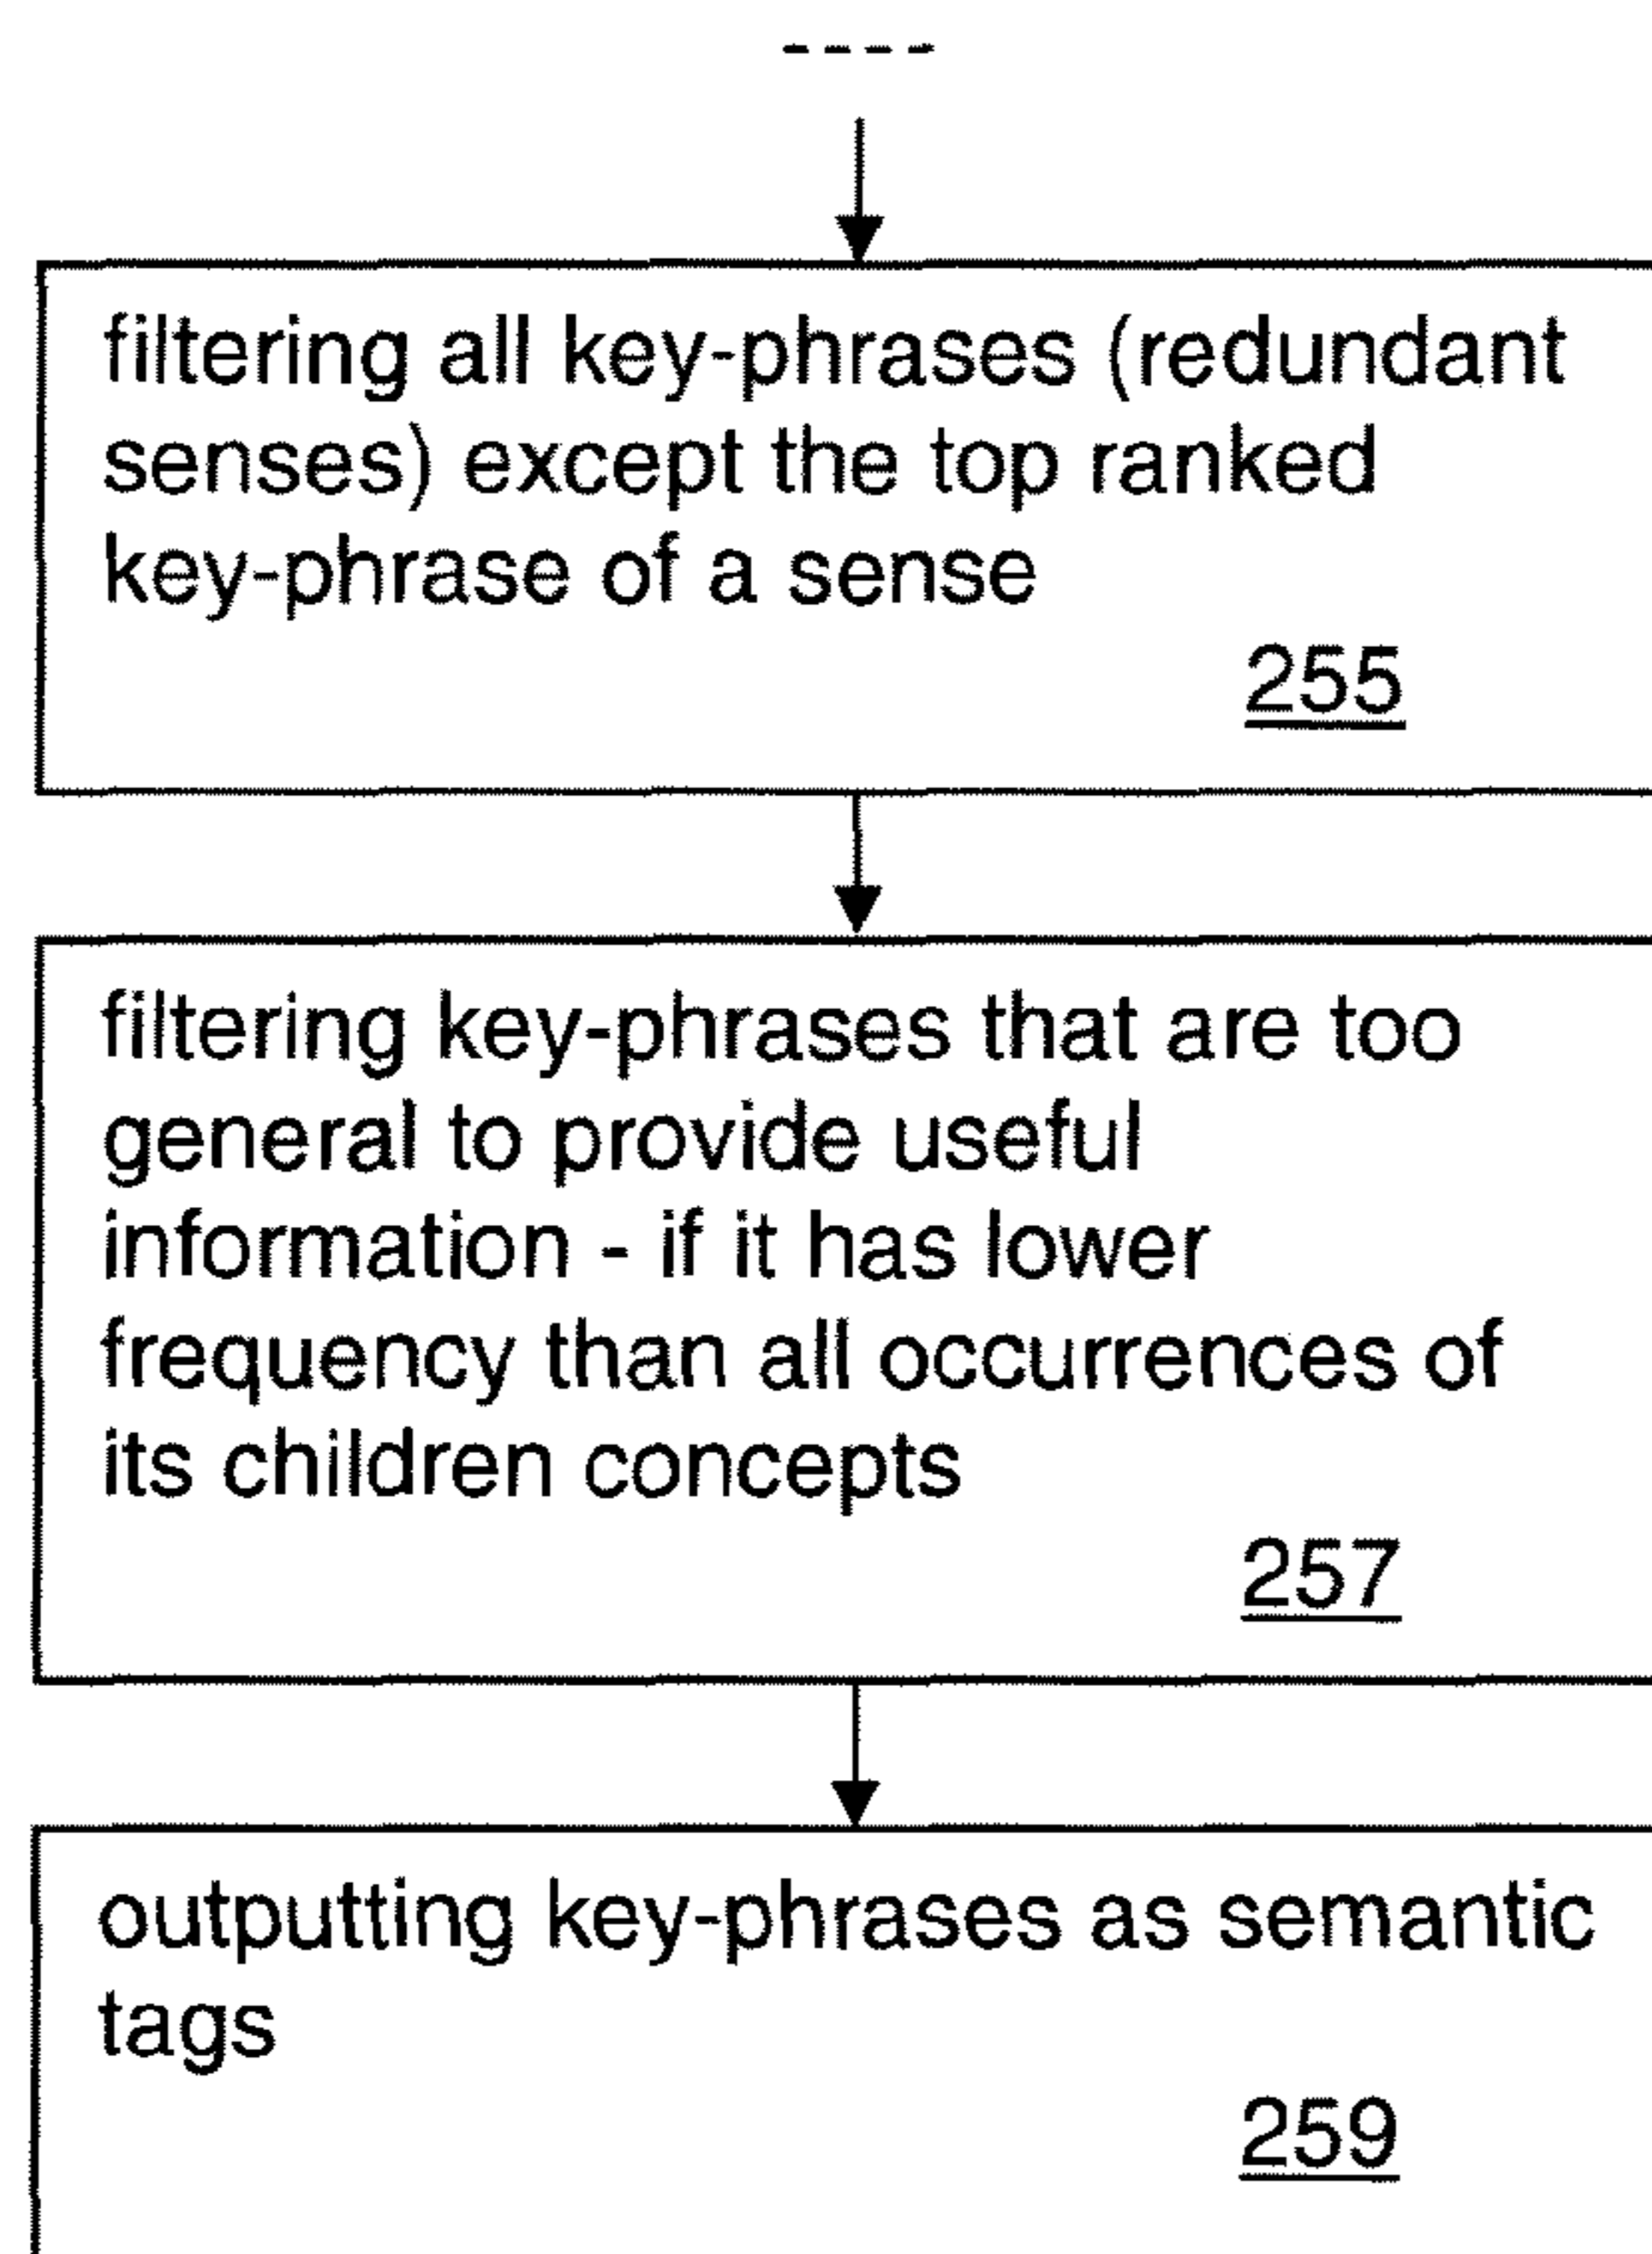 filtering all key-phrases (redundant
senses) except the top ranked
key-phrase of a sense
255
filtering key-phrases that are too
general to provide useful
information - if it has lower
frequency than all occurrences of
its children concepts
257
outputting key-phrases as semantic
tags
259